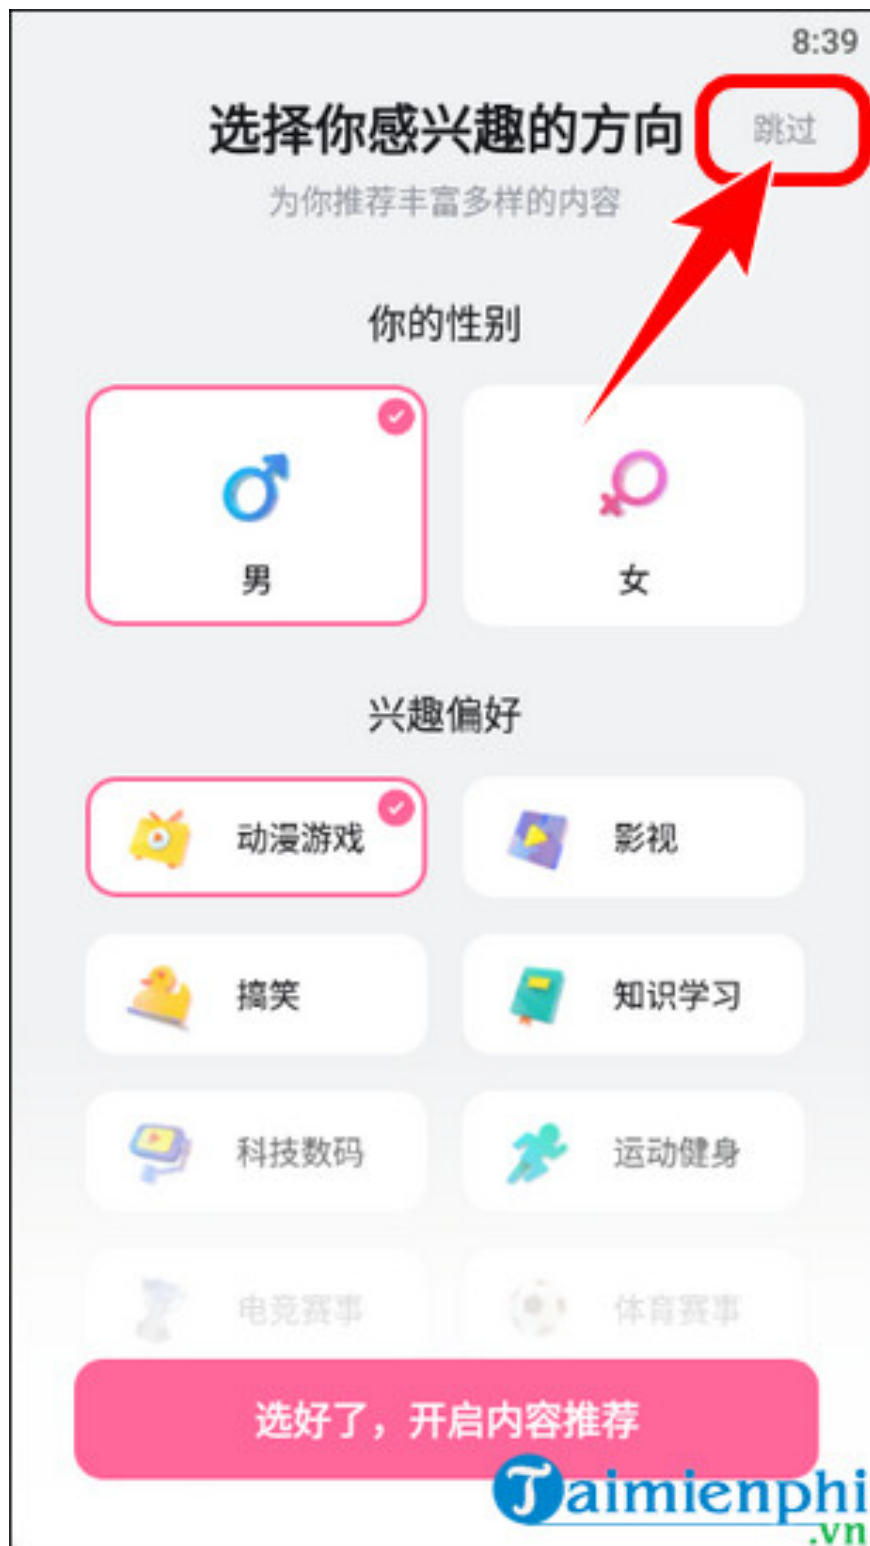 8:39
选择你感兴趣的方向
跳过
为你推荐丰富多样的内容
你的性别
男
女
兴趣偏好
动漫游戏
影视
搞笑
知识学习
科技数码
运动健身
电竞赛事
体育赛事
选好了，开启内容推荐
Taimienphi
.vn